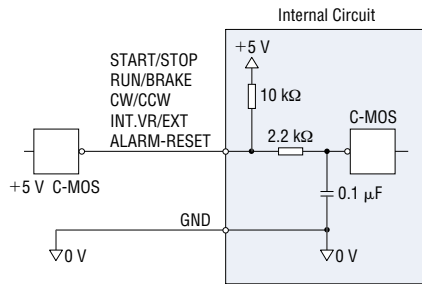 Internal Circuit
+5 V
START/STOP
RUN/BRAKE
CW/CCW
INT.VR/EXT
ALARM-RESET
10 kΩ
C-MOS
2.2 kΩ
+5 V C-MOS
0.1 µF
GND
0 V
0 V